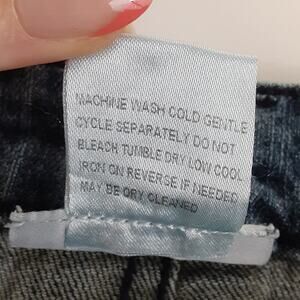 MACHINE WASH COLD GENTLE
CYCLE SEPARATELY DO NOT
BLEACH TUMBLE DRY LOW COOL
IRON ON REVERSE IF NEEDED
MAY BE DRY CLEANED